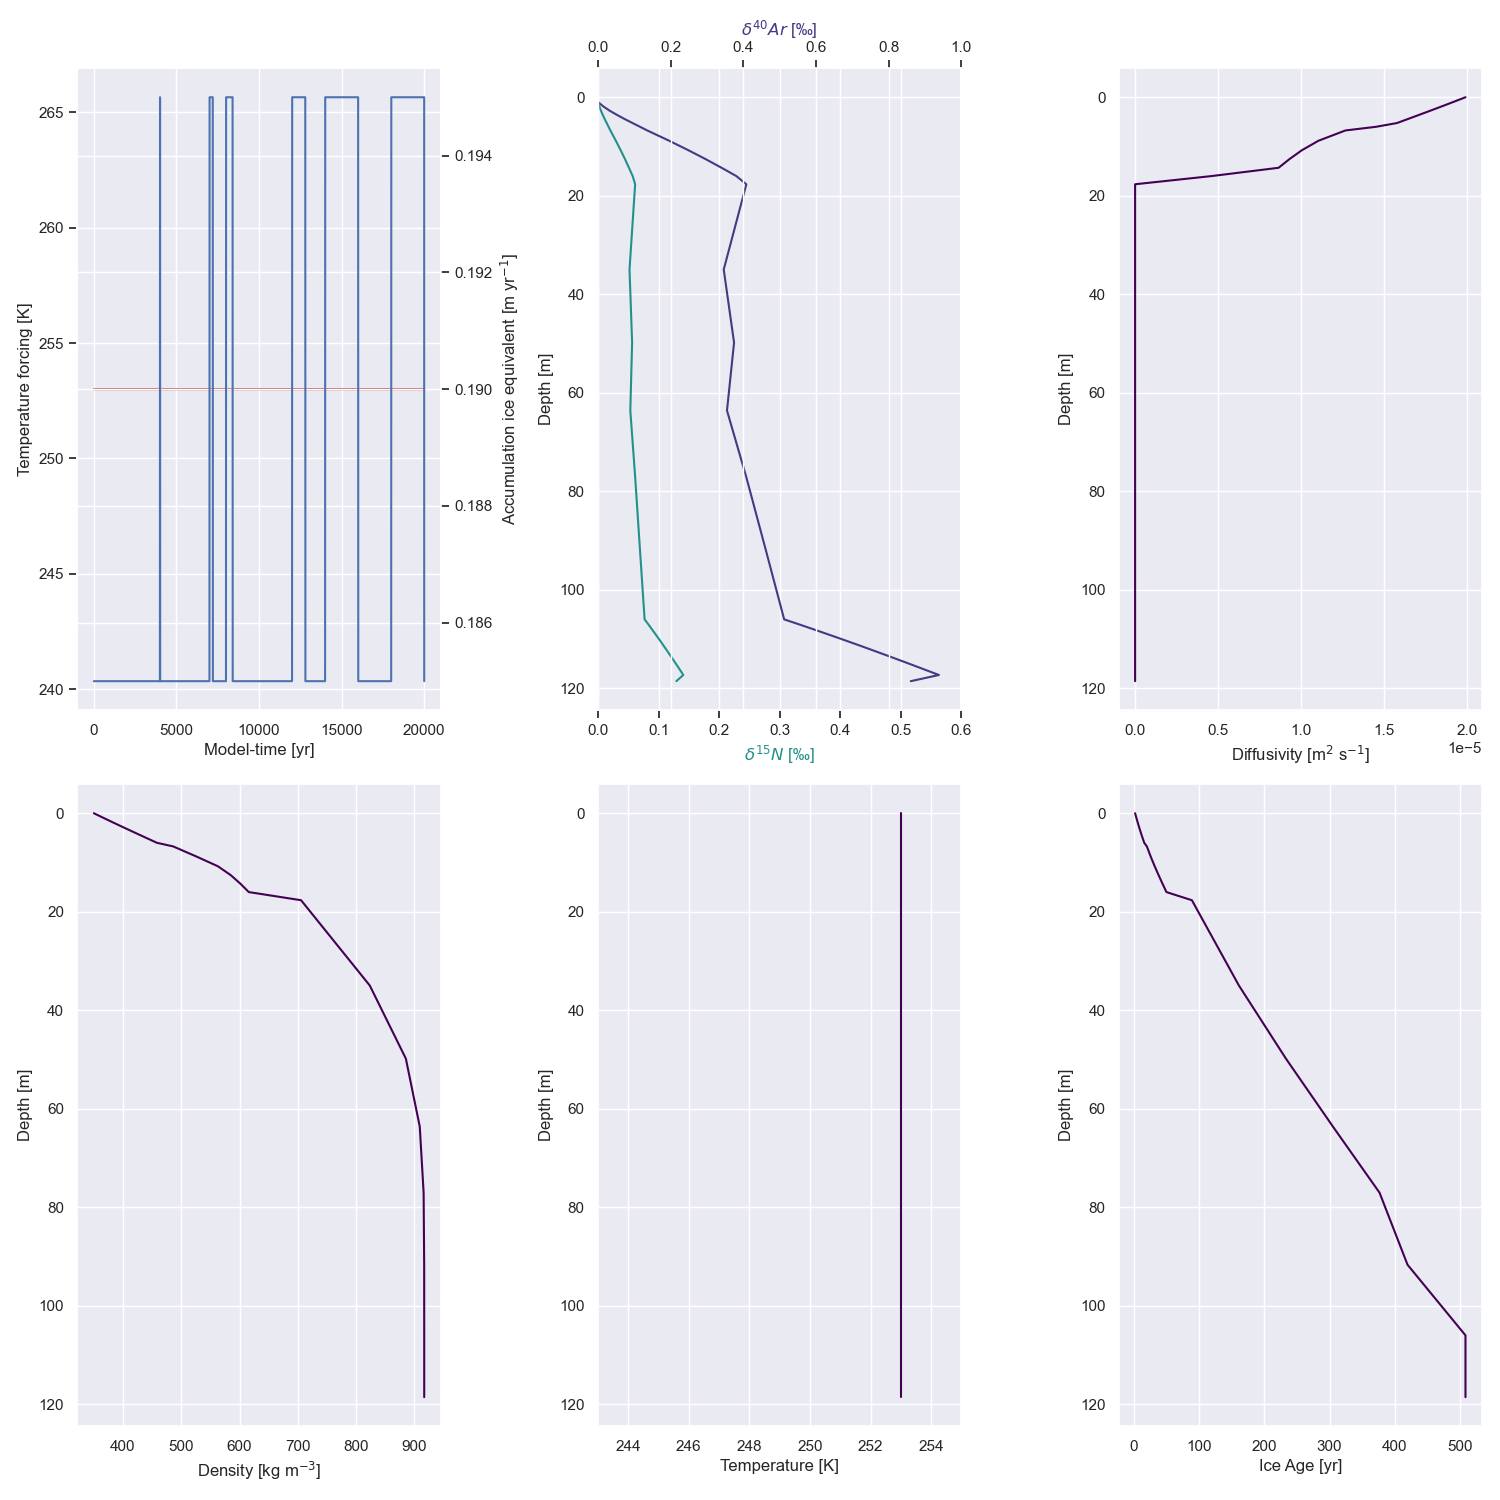 δ⁴⁰Ar [‰]
0.0 0.2 0.4 0.6 0.8 1.0
Temperature forcing [K]
265
260
255
250
245
240
0.194
0.192
0.190
0.188
0.186
Accumulation ice equivalent [m yr⁻¹]
0 5000 10000 15000 20000
Model-time [yr]
Depth [m]
0
20
40
60
80
100
120
0.0 0.1 0.2 0.3 0.4 0.5 0.6
δ¹⁵N [‰]
Depth [m]
0
20
40
60
80
100
120
0.0 0.5 1.0 1.5 2.0
1e−5
Diffusivity [m² s⁻¹]
Depth [m]
0
20
40
60
80
100
120
400 500 600 700 800 900
Density [kg m⁻³]
Depth [m]
0
20
40
60
80
100
120
244 246 248 250 252 254
Temperature [K]
Depth [m]
0
20
40
60
80
100
120
0 100 200 300 400 500
Ice Age [yr]